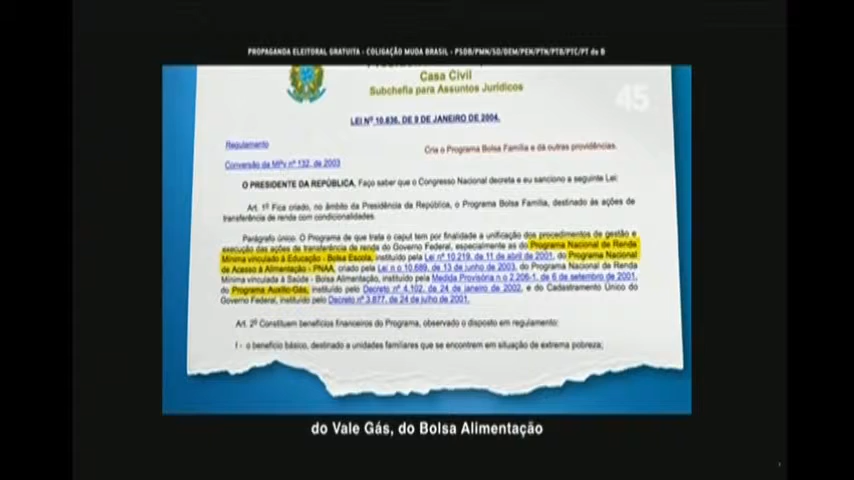 PROPAGANDA ELEITORAL GRATUITA - COLIGAÇÃO MUDA BRASIL - PSDB/PMN/SD/DEM/PEN/PTN/PTB/PTC/PT do B
45
Casa Civil
Subchefia para Assuntos Jurídicos
LEI Nº 10.836, DE 9 DE JANEIRO DE 2004.
Regulamento
Cria o Programa Bolsa Família e dá outras providências.
Conversão da MPv nº 132, de 2003
O PRESIDENTE DA REPÚBLICA, Faço saber que o Congresso Nacional decreta e eu sanciono a seguinte Lei:
Art. 1º Fica criado, no âmbito da Presidência da República, o Programa Bolsa Família, destinado às ações de
transferência de renda com condicionalidades.
Parágrafo único. O Programa de que trata o caput tem por finalidade a unificação dos procedimentos de gestão e
execução das ações de transferência de renda do Governo Federal, especialmente as do Programa Nacional de Renda
Mínima vinculado à Educação - Bolsa Escola, instituído pela Lei nº 10.219, de 11 de abril de 2001, do Programa Nacional
de Acesso à Alimentação - PNAA, criado pela Lei n o 10.689, de 13 de junho de 2003, do Programa Nacional de Renda
Mínima vinculada à Saúde - Bolsa Alimentação, instituído pela Medida Provisória n o 2.206-1, de 6 de setembro de 2001,
do Programa Auxílio-Gás, instituído pelo Decreto nº 4.102, de 24 de janeiro de 2002, e do Cadastramento Único do
Governo Federal, instituído pelo Decreto nº 3.877, de 24 de julho de 2001.
Art. 2º Constituem benefícios financeiros do Programa, observado o disposto em regulamento:
I - o benefício básico, destinado a unidades familiares que se encontrem em situação de extrema pobreza;
do Vale Gás, do Bolsa Alimentação